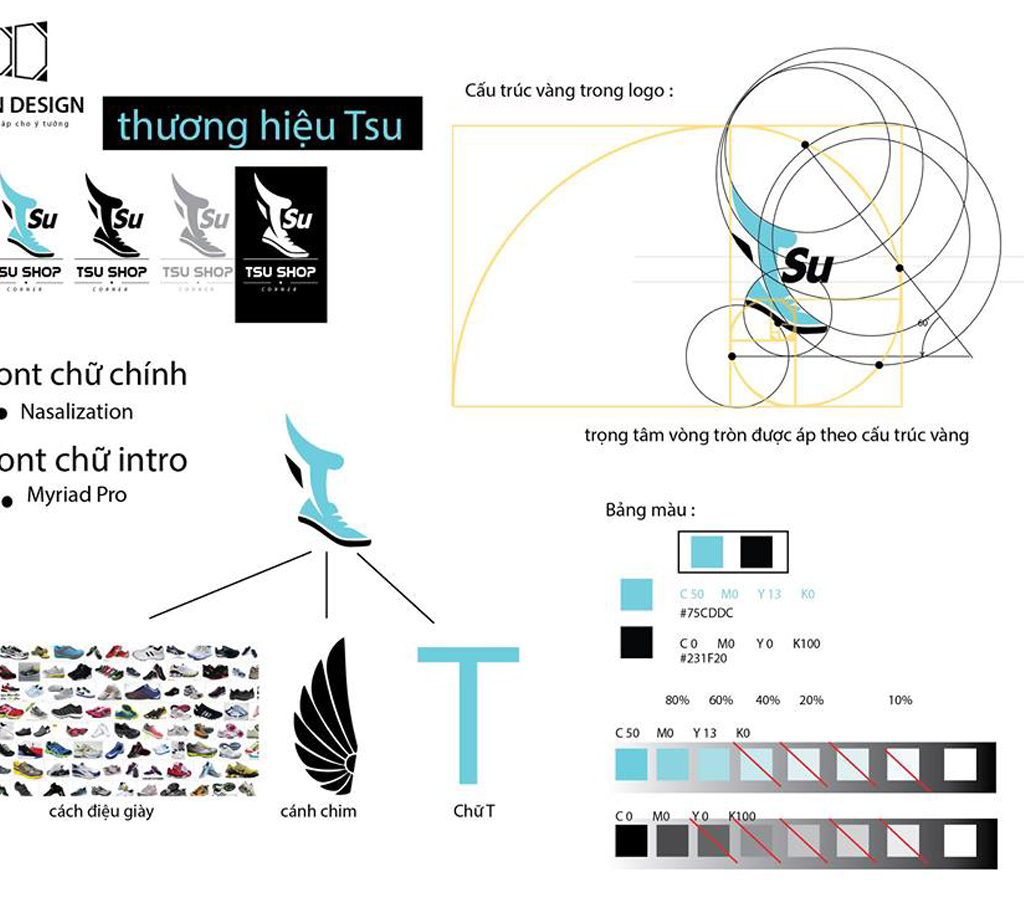 N DESIGN
áp cho ý tưởng
thương hiệu Tsu
Cấu trúc vàng trong logo :
Su
Su
Su
Su
SU SHOP
TSU SHOP
TSU SHOP
TSU SHOP
CORNER
CORNER
CORNER
CORNER
Su
60
trọng tâm vòng tròn được áp theo cấu trúc vàng
ont chữ chính
• Nasalization
ont chữ intro
• Myriad Pro
Bảng màu :
C 50 M0 Y 13 K0
#75CDDC
C 0 M0 Y 0 K100
#231F20
80% 60% 40% 20% 10%
C 50 M0 Y 13 K0
C 0 M0 Y 0 K100
T
cách điệu giày
cánh chim
Chữ T